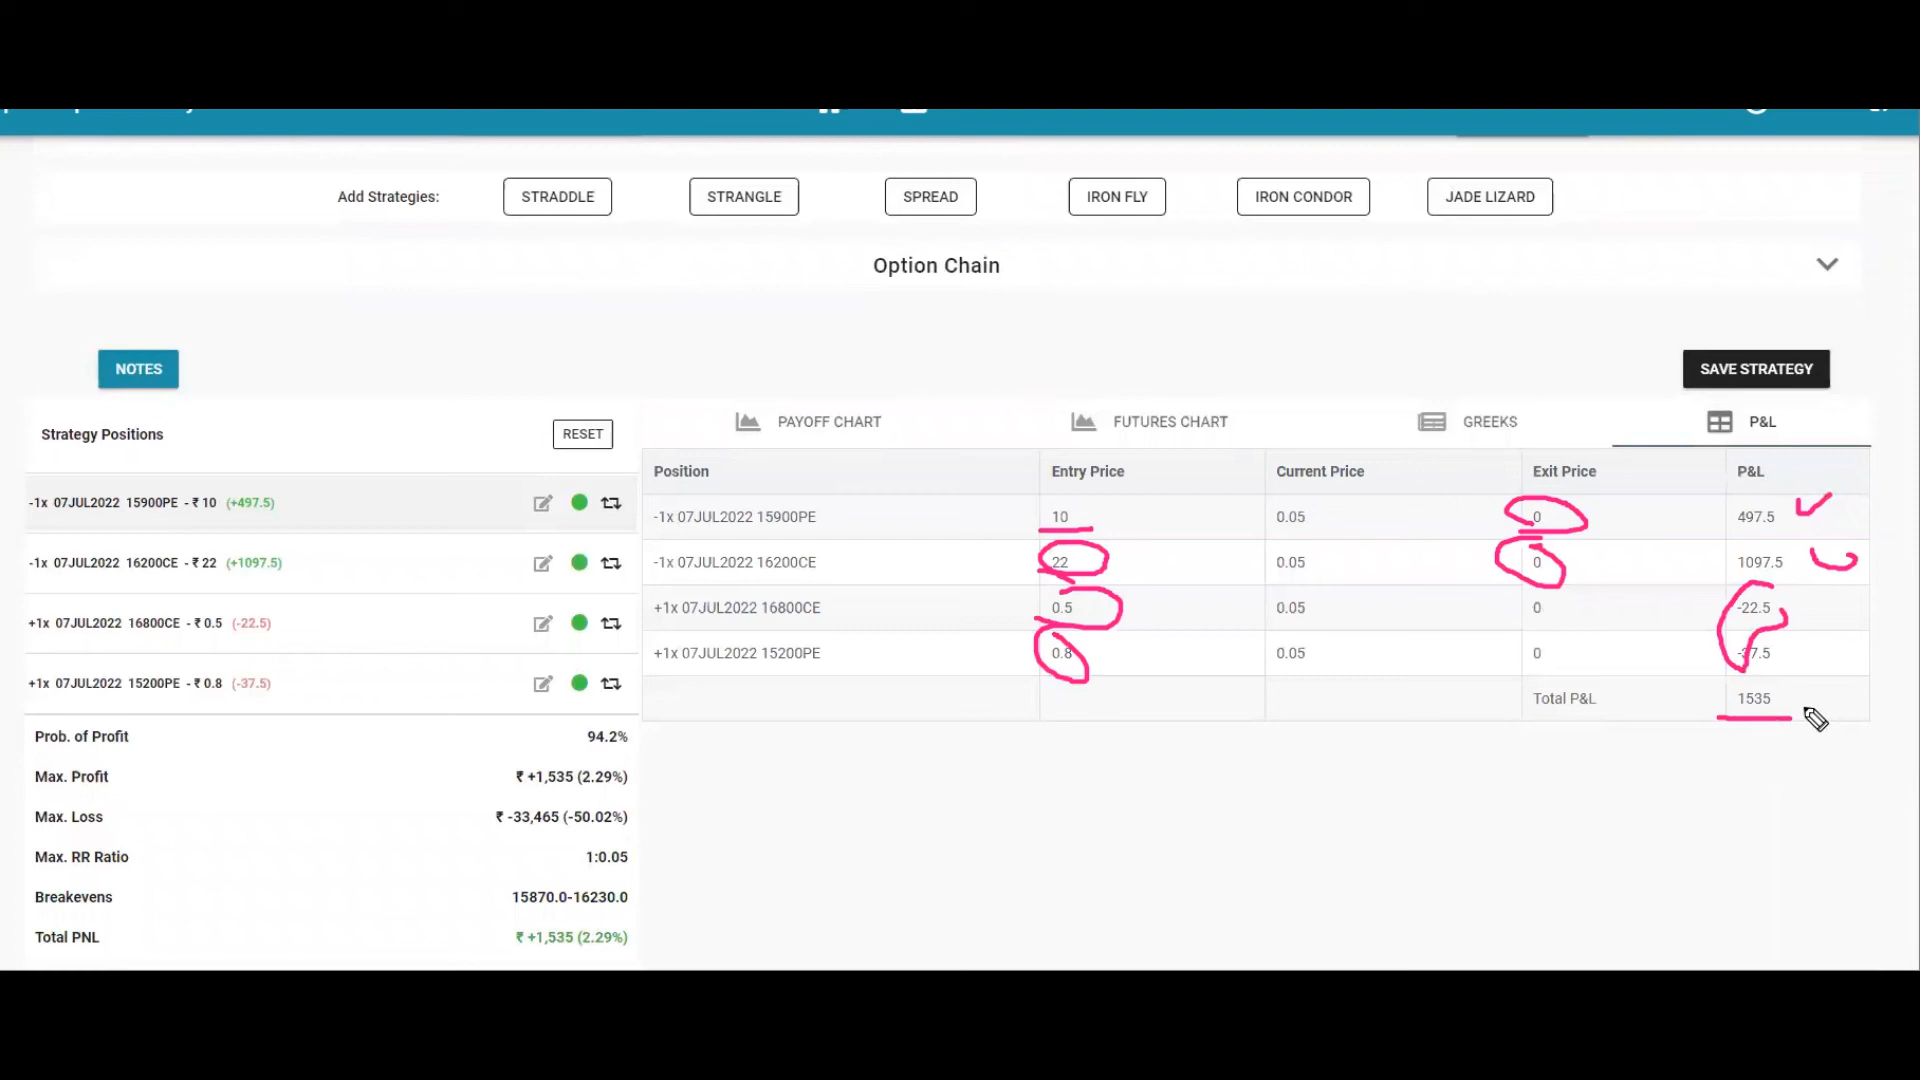 Add Strategies: STRADDLE STRANGLE SPREAD IRON FLY IRON CONDOR JADE LIZARD
Option Chain
NOTES SAVE STRATEGY
Strategy Positions RESET
-1x 07JUL2022 15900PE - ₹ 10 (+497.5)
-1x 07JUL2022 16200CE - ₹ 22 (+1097.5)
+1x 07JUL2022 16800CE - ₹ 0.5 (-22.5)
+1x 07JUL2022 15200PE - ₹ 0.8 (-37.5)
Prob. of Profit 94.2%
Max. Profit ₹ +1,535 (2.29%)
Max. Loss ₹ -33,465 (-50.02%)
Max. RR Ratio 1:0.05
Breakevens 15870.0-16230.0
Total PNL ₹ +1,535 (2.29%)
PAYOFF CHART FUTURES CHART GREEKS P&L
Position Entry Price Current Price Exit Price P&L
-1x 07JUL2022 15900PE 10 0.05 0 497.5
-1x 07JUL2022 16200CE 22 0.05 0 1097.5
+1x 07JUL2022 16800CE 0.5 0.05 0 -22.5
+1x 07JUL2022 15200PE 0.8 0.05 0 -37.5
Total P&L 1535